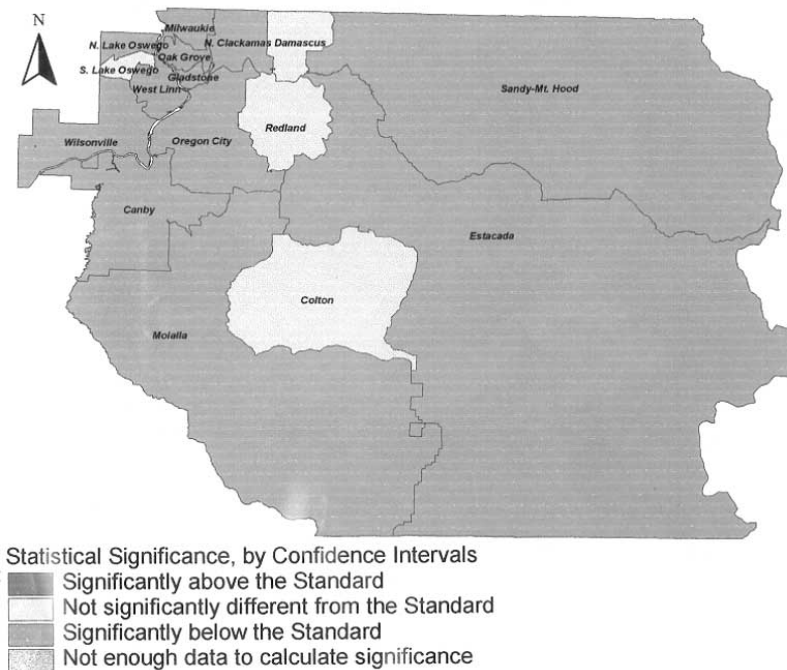 N
Milwaukie
N. Lake Oswego
N. Clackamas Damascus
Oak Grove
S. Lake Oswego
Gladstone
West Linn
Sandy-Mt. Hood
Redland
Wilsonville
Oregon City
Canby
Estacada
Colton
Molalla
Statistical Significance, by Confidence Intervals
Significantly above the Standard
Not significantly different from the Standard
Significantly below the Standard
Not enough data to calculate significance